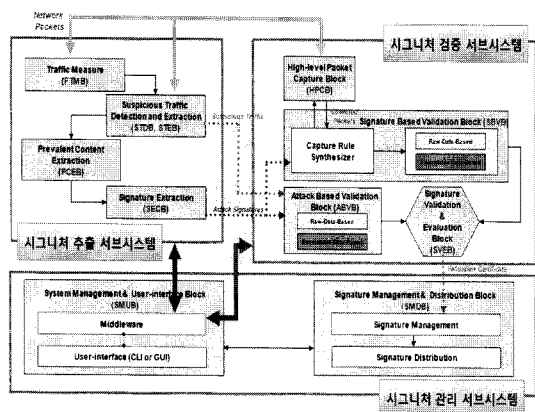 Network
Packets
시그니처 검증 서브시스템
Traffic Measure
(FTMB)
Suspicious Traffic
Detection and Extraction
(STDB, STEB)
Prevalent Content
Extraction
(PCEB)
Signature Extraction
(SECB)
시그니처 추출 서브시스템
Suspicious Traffic
Attack Signatures
High-level Packet
Capture Block
(HPCB)
Signature Based Validation Block (SBVB)
Capture Rule
Synthesizer
Raw-Data-Based
Attack Based Validation
Block (ABVB)
Raw-Data-Based
Signature
Validation
&
Evaluation
Block
(SVEB)
System Management & User-interface Block
(SMUB)
Middleware
User-interface (CLI or GUI)
Signature Management & Distribution Block
(SMDB)
Signature Management
Signature Distribution
시그니처 관리 서브시스템